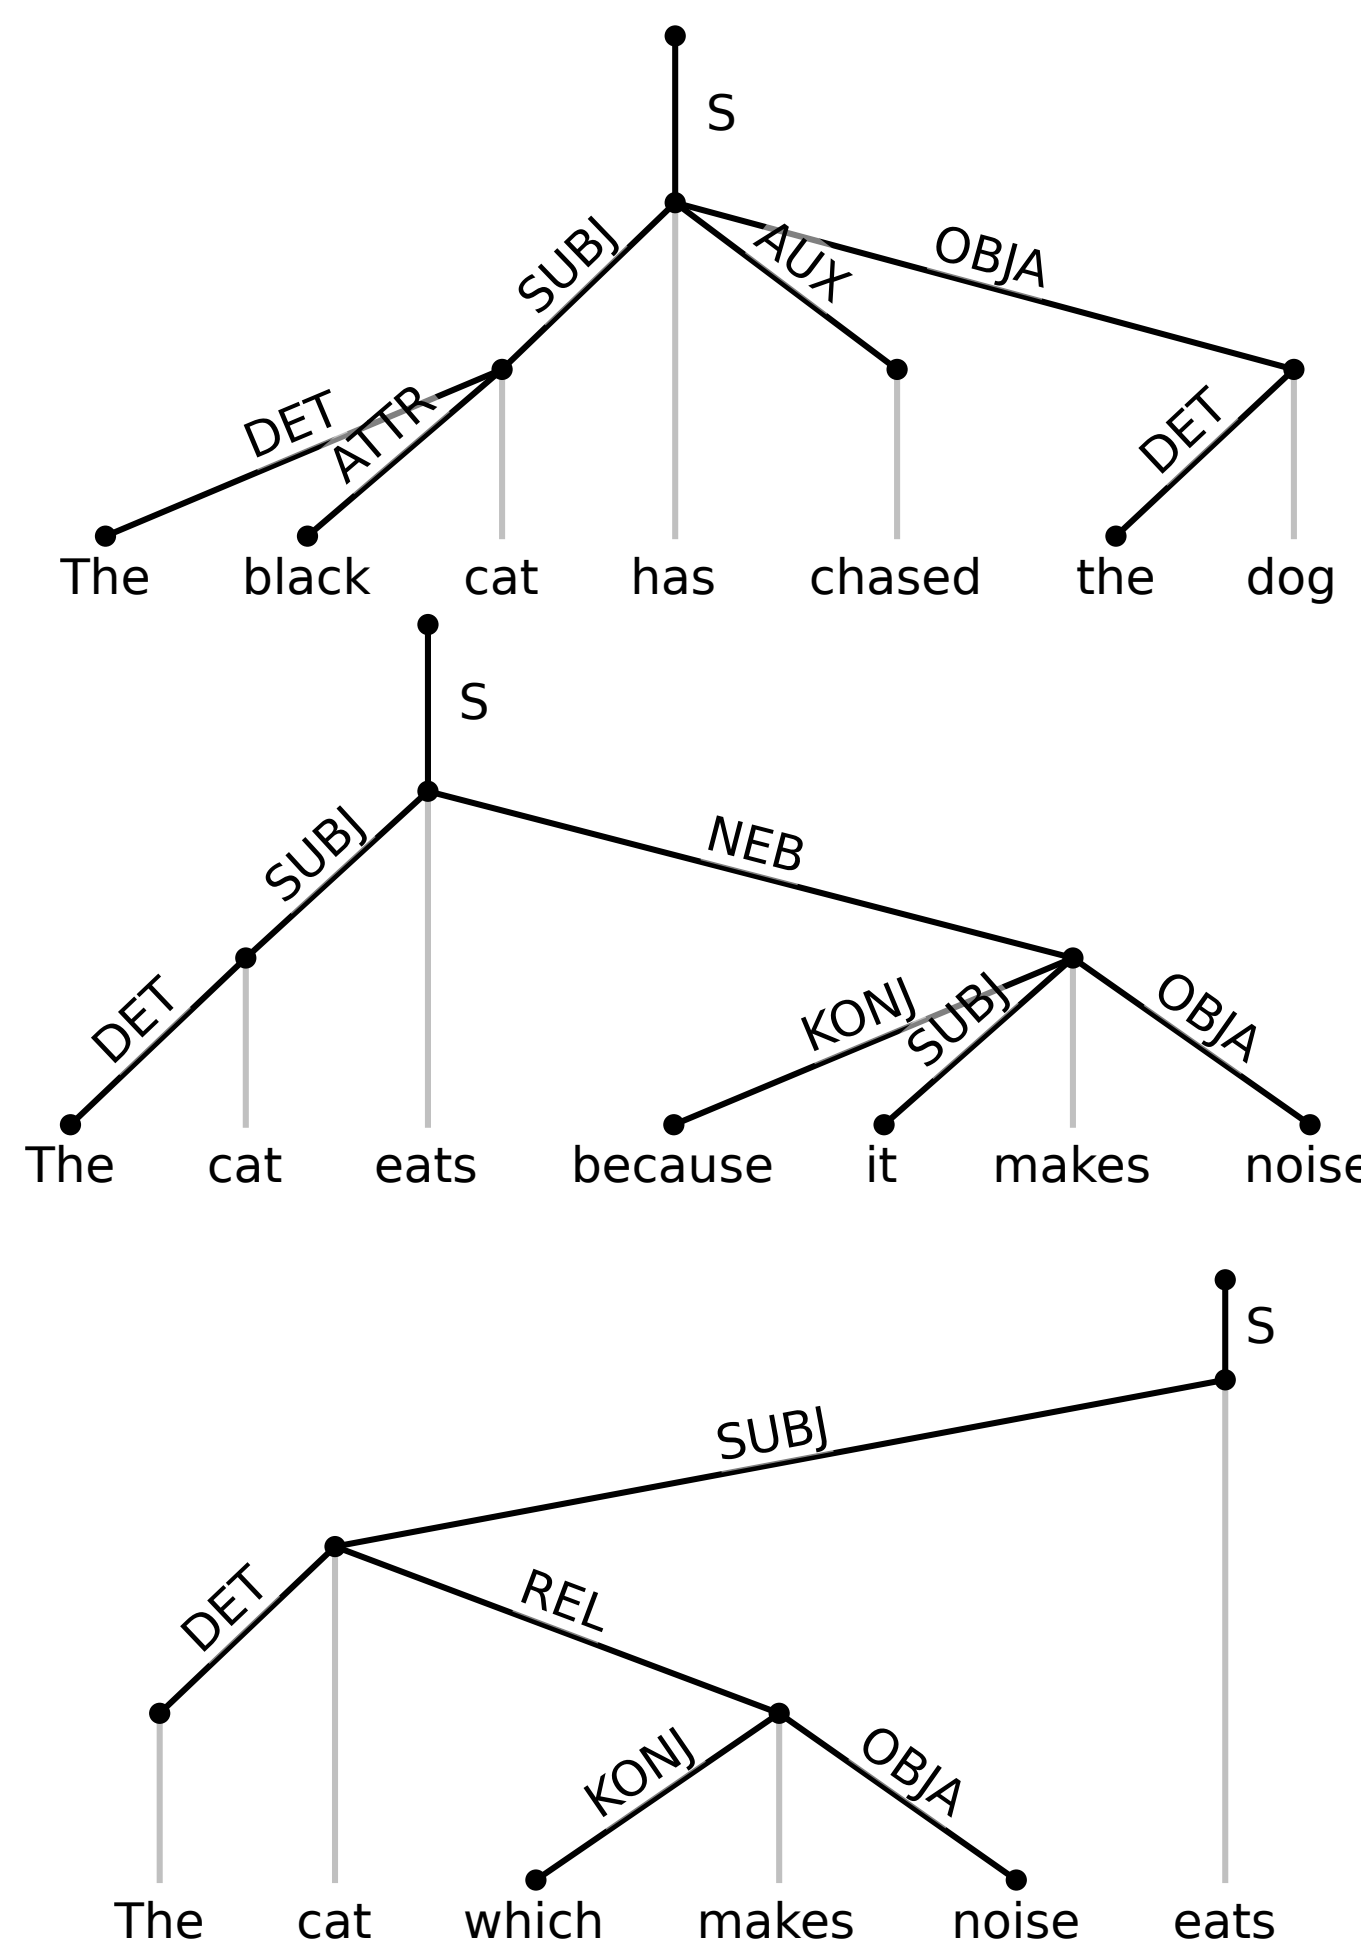 S
SUBJ AUX OBJA
DET ATTR DET
The black cat has chased the dog
S
SUBJ NEB
DET KONJ SUBJ OBJA
The cat eats because it makes noise
S
SUBJ
DET REL
KONJ OBJA
The cat which makes noise eats